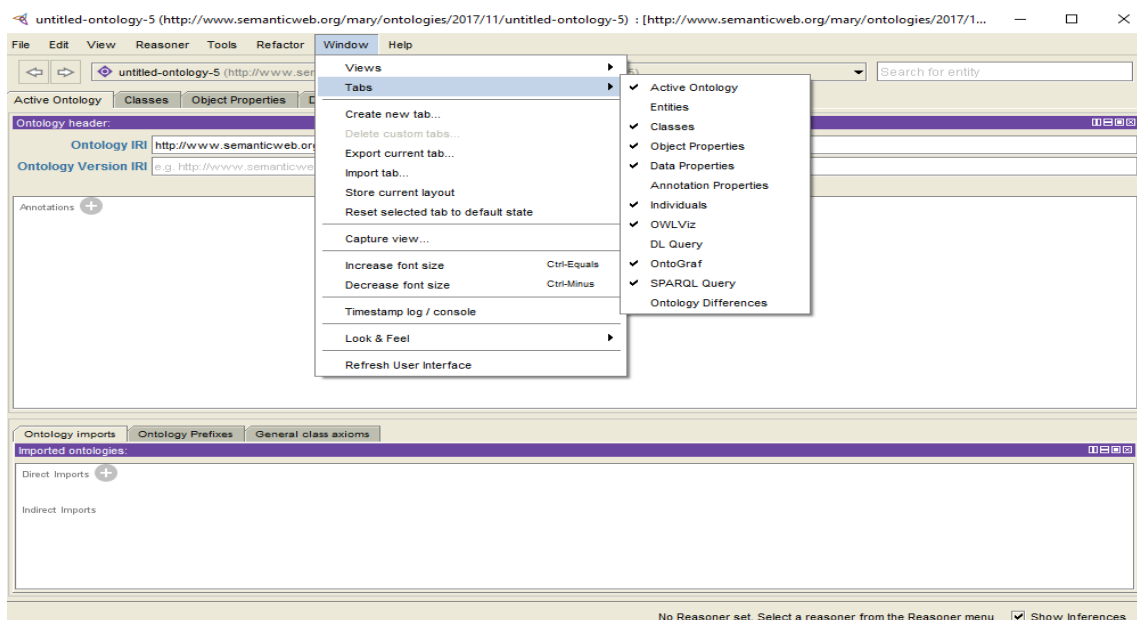 untitled-ontology-5 (http://www.semanticweb.org/mary/ontologies/2017/11/untitled-ontology-5) : [http://www.semanticweb.org/mary/ontologies/2017/1...
File Edit View Reasoner Tools Refactor Window Help
untitled-ontology-5 (http://www.ser
Search for entity
Active Ontology Classes Object Properties
Ontology header:
Ontology IRI http://www.semanticweb.org
Ontology Version IRI e.g. http://www.semanticwe
Annotations
Views
Tabs
Create new tab...
Delete custom tabs...
Export current tab...
Import tab...
Store current layout
Reset selected tab to default state
Capture view...
Increase font size Ctrl-Equals
Decrease font size Ctrl-Minus
Timestamp log / console
Look & Feel
Refresh User Interface
Active Ontology
Entities
Classes
Object Properties
Data Properties
Annotation Properties
Individuals
OWLViz
DL Query
OntoGraf
SPARQL Query
Ontology Differences
Ontology imports Ontology Prefixes General class axioms
Imported ontologies:
Direct Imports
Indirect Imports
No Reasoner set. Select a reasoner from the Reasoner menu Show Inferences